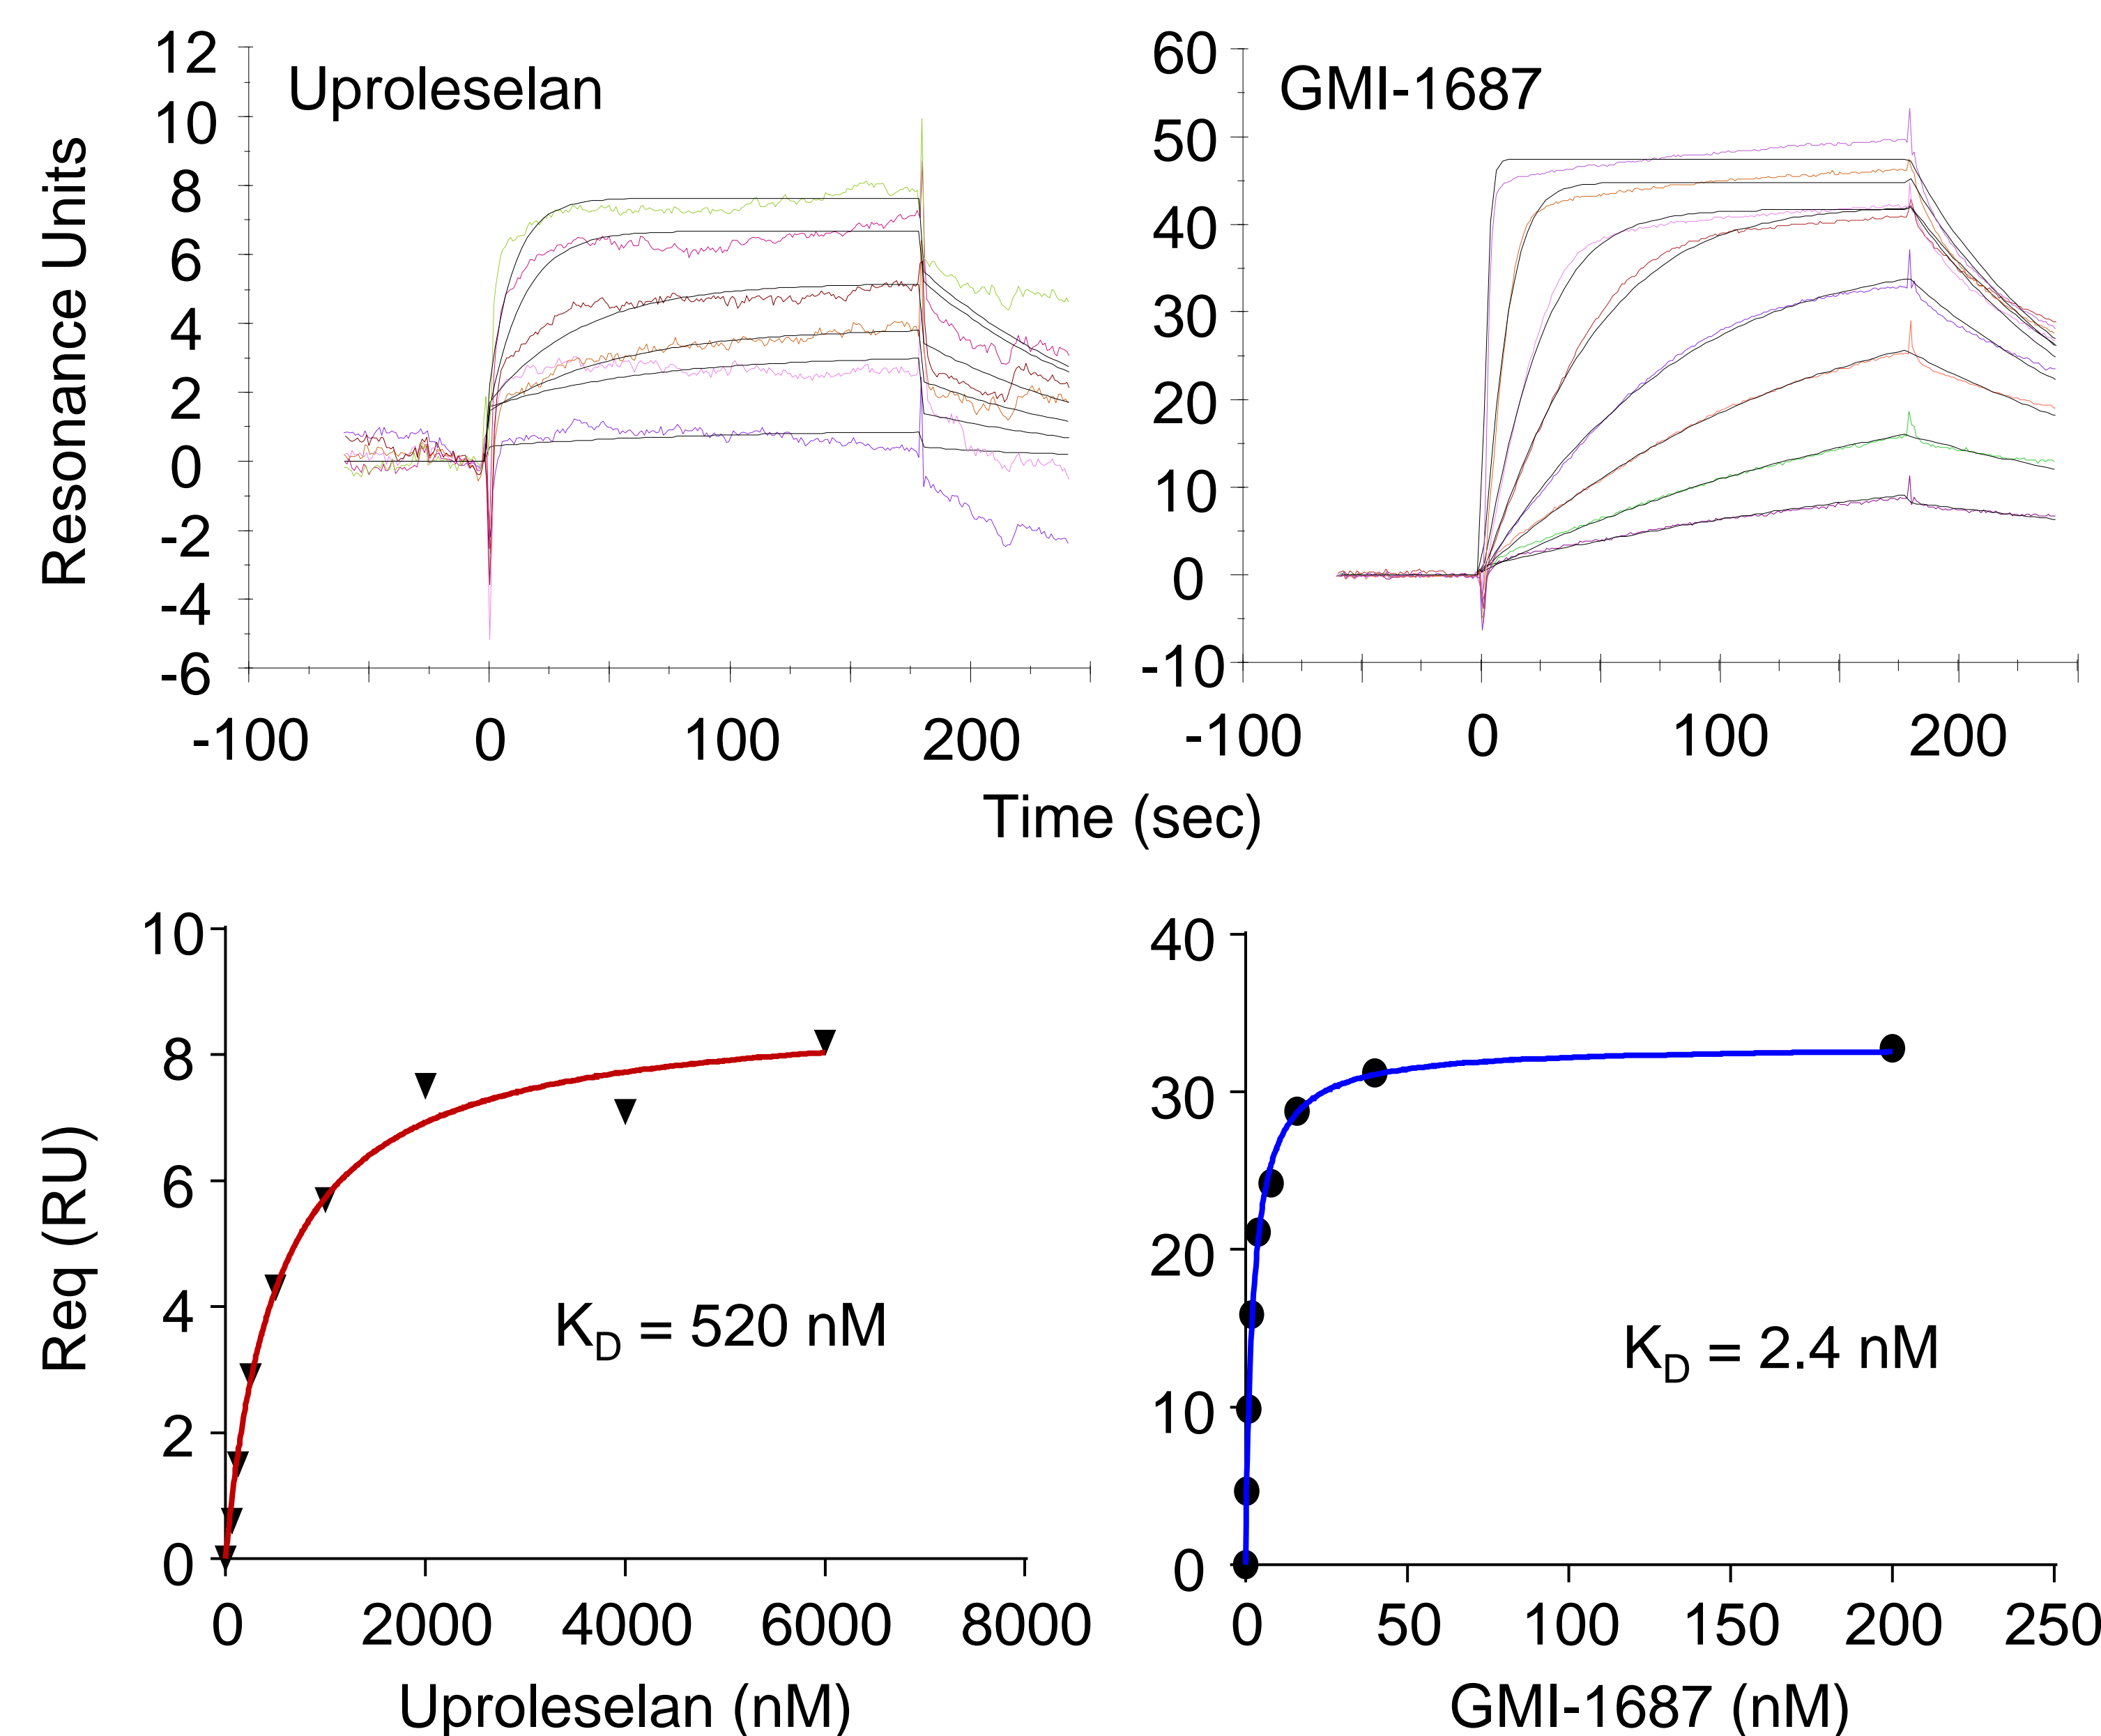 Uproleselan
12
10
8
6
4
2
0
-2
-4
-6
Resonance Units
-100 0 100 200
GMI-1687
60
50
40
30
20
10
0
-10
-100 0 100 200
Time (sec)
10
8
6
4
2
0
Req (RU)
K_D = 520 nM
0 2000 4000 6000 8000
Uproleselan (nM)
40
30
20
10
0
K_D = 2.4 nM
0 50 100 150 200 250
GMI-1687 (nM)